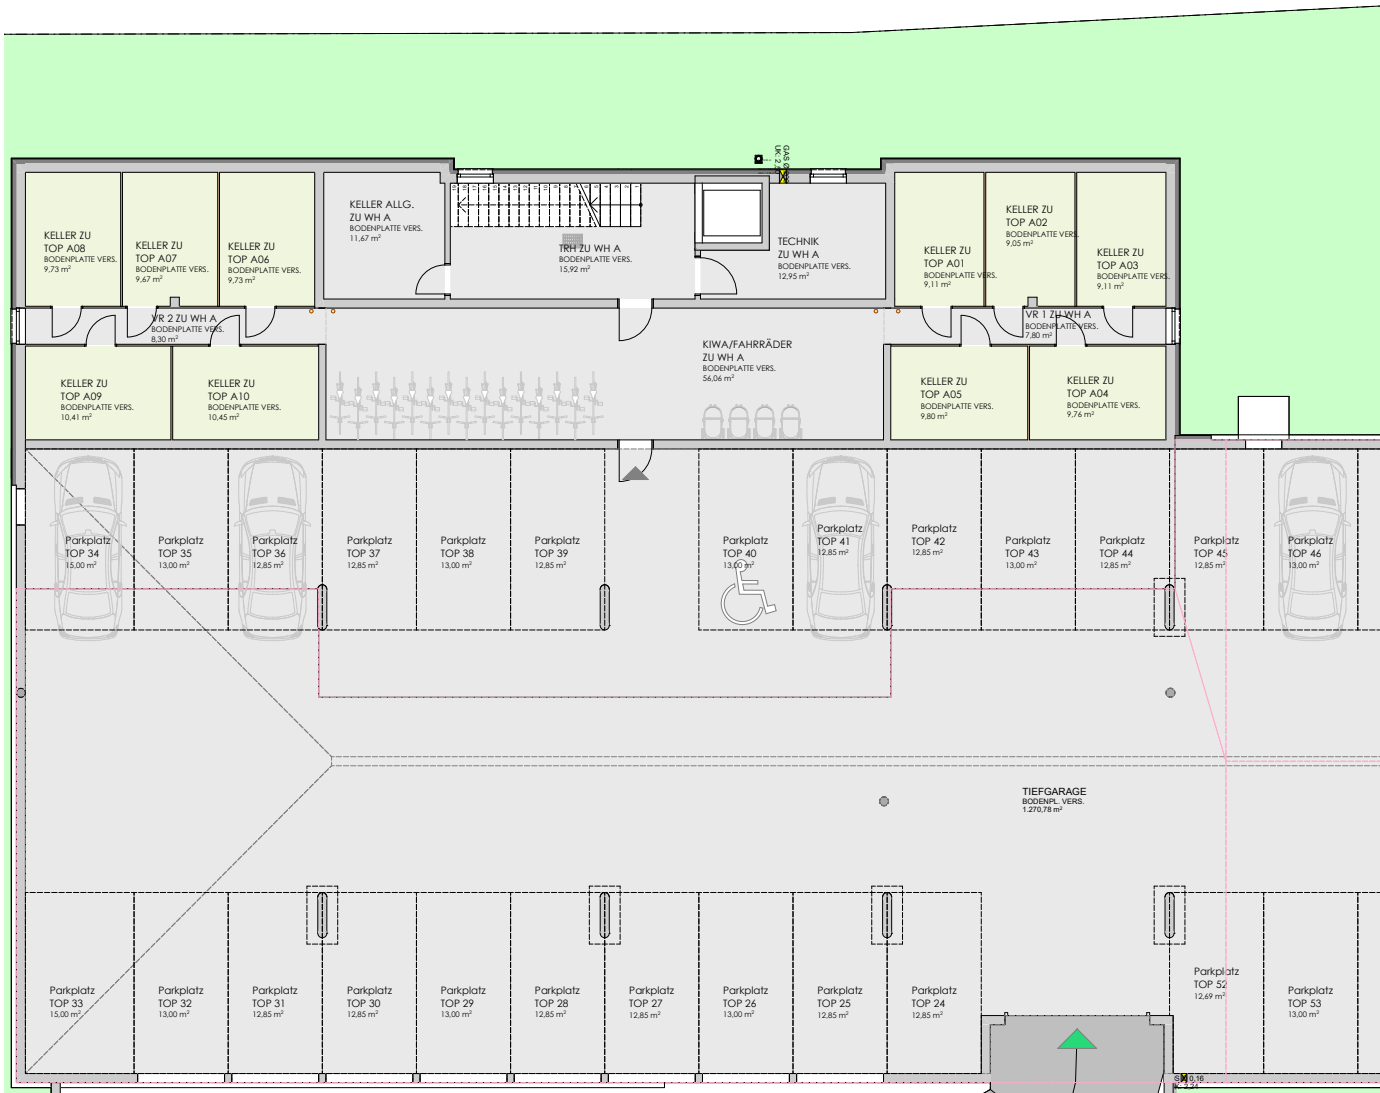 GAS
KELLER ZU
TOP A08
BODENPLATTE VERS.
9,73 m²
KELLER ZU
TOP A07
BODENPLATTE VERS.
9,67 m²
KELLER ZU
TOP A06
BODENPLATTE VERS.
9,73 m²
KELLER ALLG.
ZU WH A
BODENPLATTE VERS.
11,67 m²
TRH ZU WH A
BODENPLATTE VERS.
15,92 m²
TECHNIK
ZU WH A
BODENPLATTE VERS.
12,95 m²
KELLER ZU
TOP A01
BODENPLATTE VERS.
9,11 m²
KELLER ZU
TOP A02
BODENPLATTE VERS.
9,05 m²
KELLER ZU
TOP A03
BODENPLATTE VERS.
9,11 m²
VR 2 ZU WH A
BODENPLATTE VERS.
8,30 m²
VR 1 ZU WH A
BODENPLATTE VERS.
7,80 m²
KIWA/FAHRRÄDER
ZU WH A
BODENPLATTE VERS.
56,06 m²
KELLER ZU
TOP A09
BODENPLATTE VERS.
10,41 m²
KELLER ZU
TOP A10
BODENPLATTE VERS.
10,45 m²
KELLER ZU
TOP A05
BODENPLATTE VERS.
9,80 m²
KELLER ZU
TOP A04
BODENPLATTE VERS.
9,76 m²
Parkplatz
TOP 34
15,00 m²
Parkplatz
TOP 35
13,00 m²
Parkplatz
TOP 36
12,85 m²
Parkplatz
TOP 37
12,85 m²
Parkplatz
TOP 38
13,00 m²
Parkplatz
TOP 39
12,85 m²
Parkplatz
TOP 40
13,00 m²
Parkplatz
TOP 41
12,85 m²
Parkplatz
TOP 42
12,85 m²
Parkplatz
TOP 43
13,00 m²
Parkplatz
TOP 44
12,85 m²
Parkplatz
TOP 45
12,85 m²
Parkplatz
TOP 46
13,00 m²
TIEFGARAGE
BODENPL. VERS.
1.270,78 m²
Parkplatz
TOP 33
15,00 m²
Parkplatz
TOP 32
13,00 m²
Parkplatz
TOP 31
12,85 m²
Parkplatz
TOP 30
12,85 m²
Parkplatz
TOP 29
13,00 m²
Parkplatz
TOP 28
12,85 m²
Parkplatz
TOP 27
12,85 m²
Parkplatz
TOP 26
13,00 m²
Parkplatz
TOP 25
12,85 m²
Parkplatz
TOP 24
12,85 m²
Parkplatz
TOP 52
12,69 m²
Parkplatz
TOP 53
13,00 m²